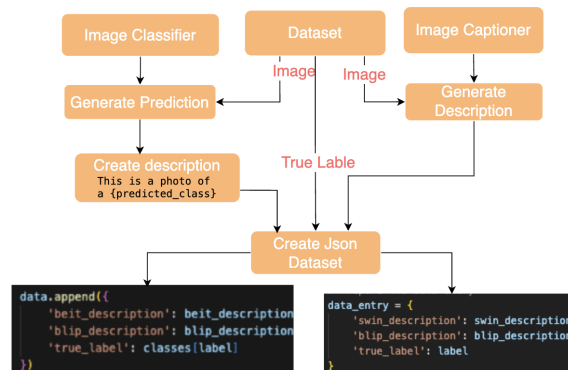 Image Classifier
Dataset
Image Captioner
Image
Image
Generate Prediction
Generate
Description
Create description
This is a photo of
a {predicted_class}
True Lable
Create Json
Dataset
data.append({
'beit_description': beit_description
'blip_description': blip_description
'true_label': classes[label]
})
data_entry = {
'swin_description': swin_description
'blip_description': blip_description
'true_label': label
}